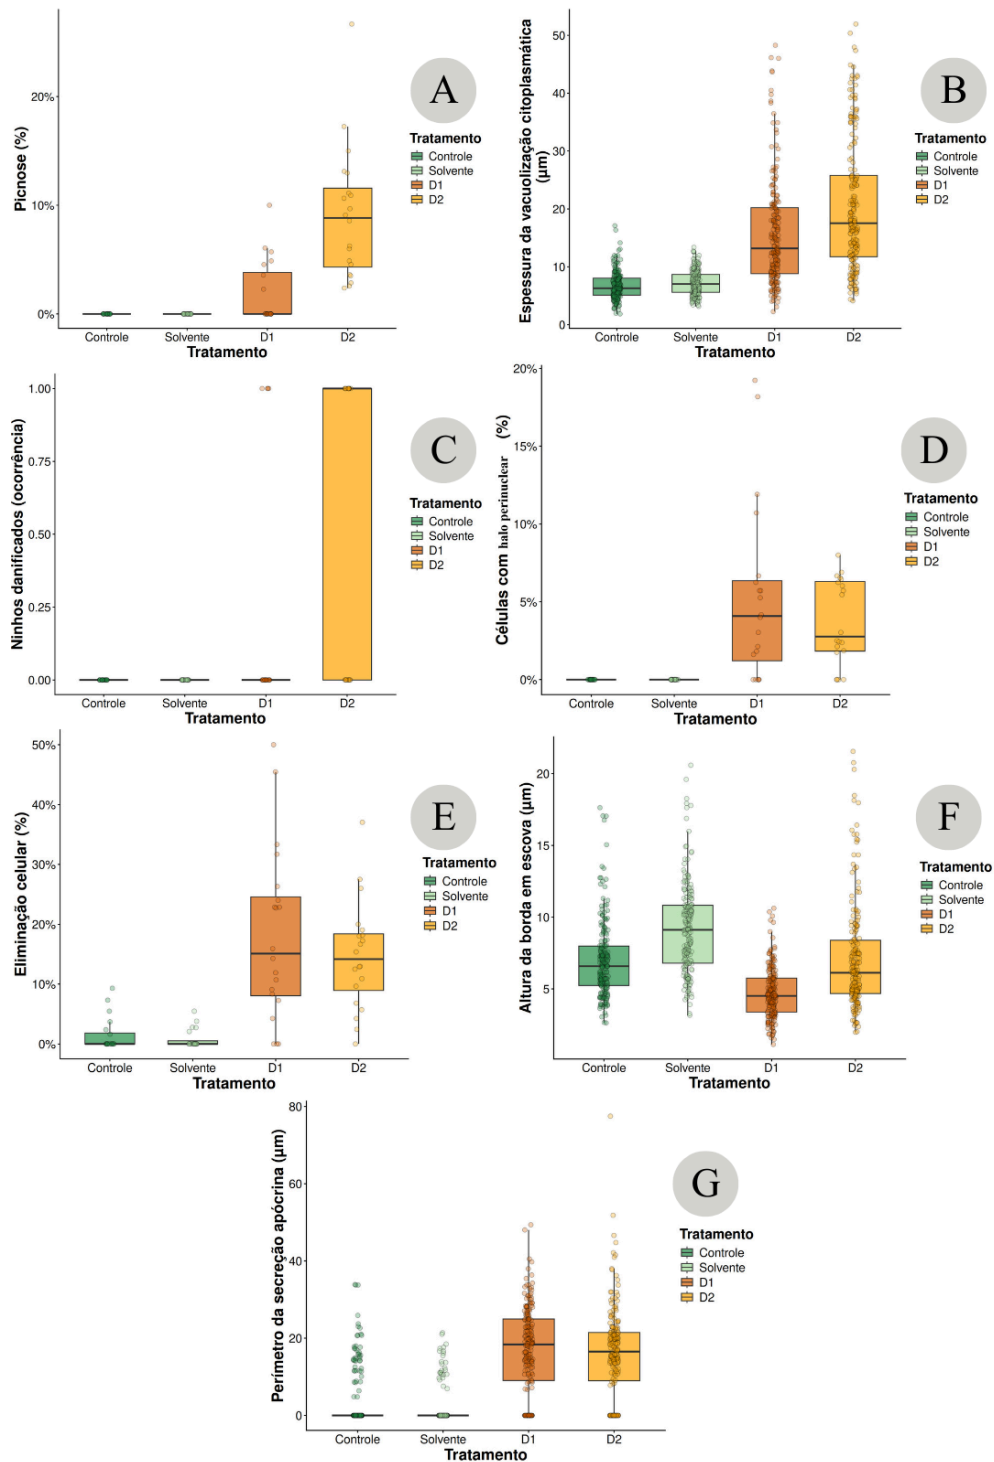 Picnose (%)
20%
10%
0%
Controle
Solvente
D1
D2
Tratamento
A
Tratamento
Controle
Solvente
D1
D2
Espessura da vacuolização citoplasmática
(µm)
50
40
30
20
10
0
Controle
Solvente
D1
D2
Tratamento
B
Tratamento
Controle
Solvente
D1
D2
Ninhos danificados (ocorrência)
1.00
0.75
0.50
0.25
0.00
Controle
Solvente
D1
D2
Tratamento
C
Tratamento
Controle
Solvente
D1
D2
Células com halo perinuclear (%)
20%
15%
10%
5%
0%
Controle
Solvente
D1
D2
Tratamento
D
Tratamento
Controle
Solvente
D1
D2
Eliminação celular (%)
50%
40%
30%
20%
10%
0%
Controle
Solvente
D1
D2
Tratamento
E
Tratamento
Controle
Solvente
D1
D2
Altura da borda em escova (µm)
20
15
10
5
Controle
Solvente
D1
D2
Tratamento
F
Tratamento
Controle
Solvente
D1
D2
Perímetro da secreção apócrina (µm)
80
60
40
20
0
Controle
Solvente
D1
D2
Tratamento
G
Tratamento
Controle
Solvente
D1
D2